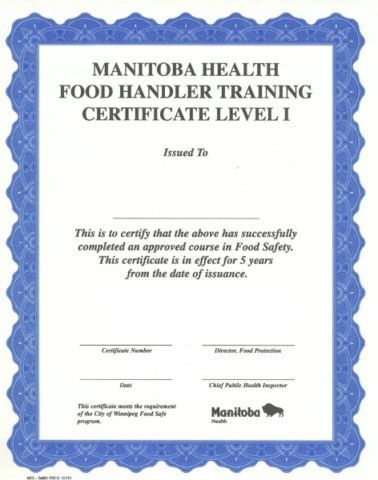 MANITOBA HEALTH
FOOD HANDLER TRAINING
CERTIFICATE LEVEL I
Issued To
This is to certify that the above has successfully
completed an approved course in Food Safety.
This certificate is in effect for 5 years
from the date of issuance.
Certificate Number
Director, Food Protection
Date
Chief Public Health Inspector
This certificate meets the requirement
of the City of Winnipeg Food Safe
program.
Manitoba
Health